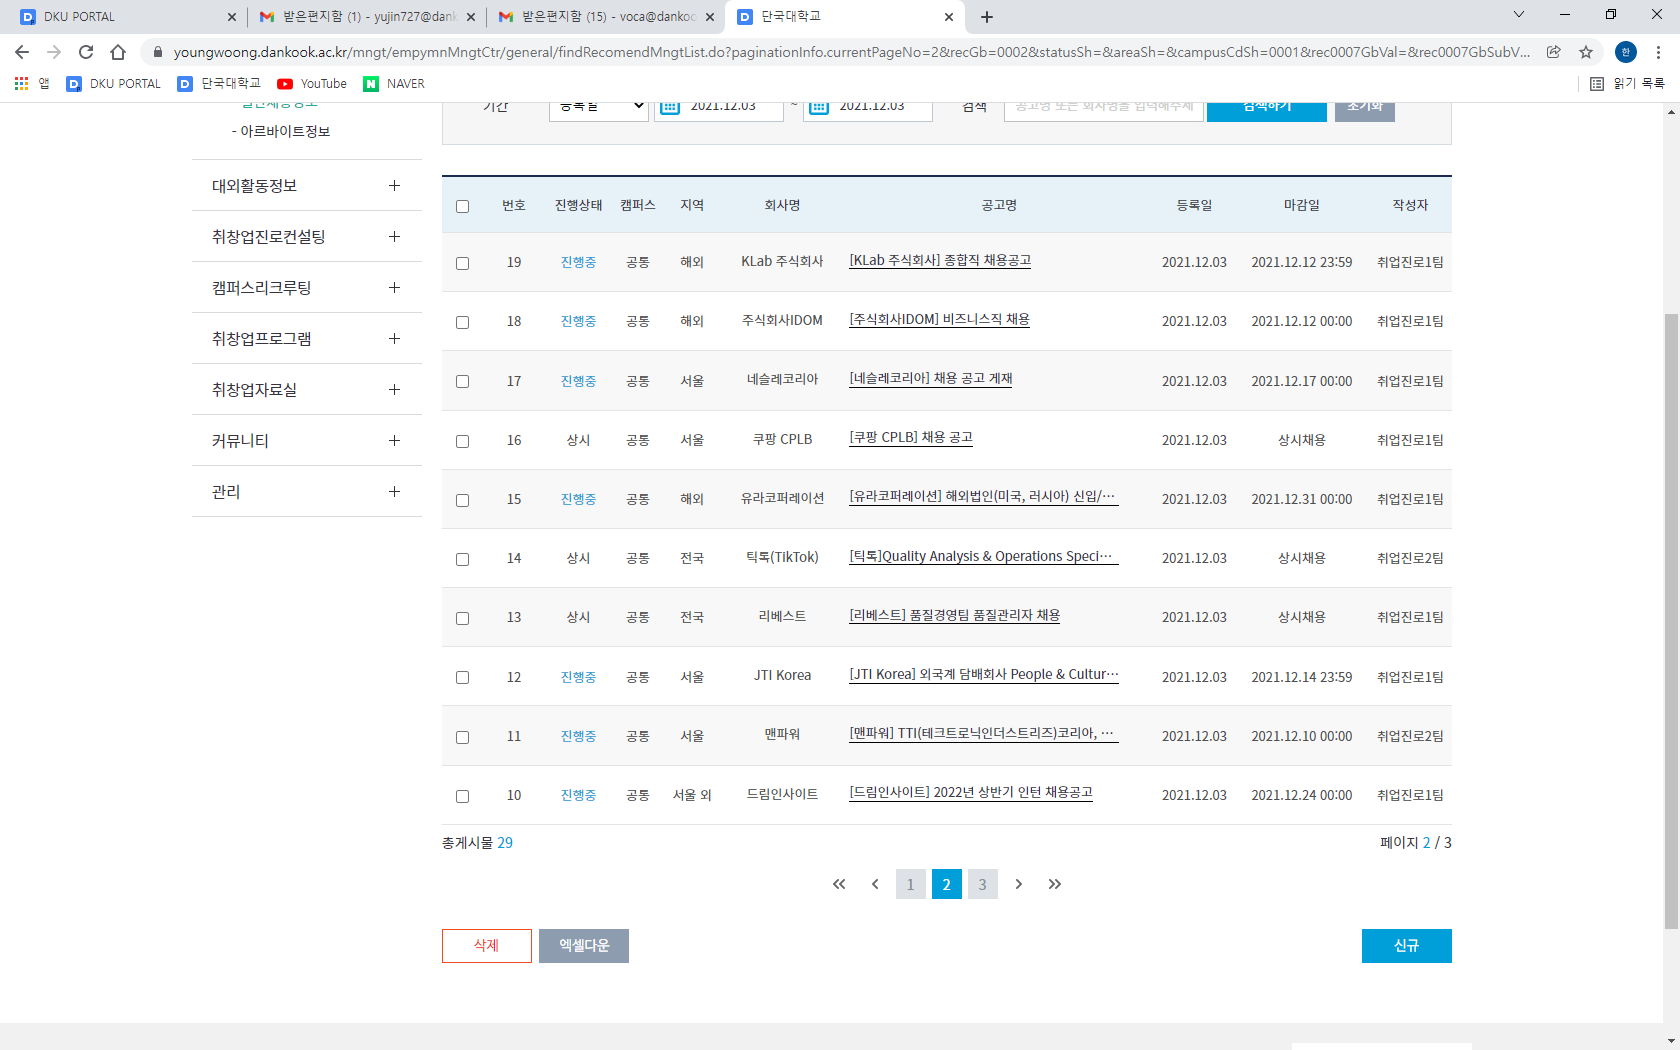 DKU PORTAL
받은편지함 (1) - yujin727@dank
받은편지함 (15) - voca@dankoo
단국대학교
youngwoong.dankook.ac.kr/mngt/empymnMngtCtr/general/findRecomendMngtList.do?paginationInfo.currentPageNo=2&recGb=0002&statusSh=&areaSh=&campusCdSh=0001&rec0007GbVal=&rec0007GbSubV...
한
앱 DKU PORTAL 단국대학교 YouTube NAVER 읽기 목록
일반채용정보
- 아르바이트정보
대외활동정보
취창업진로컨설팅
캠퍼스리크루팅
취창업프로그램
취창업자료실
커뮤니티
관리
기간 등록일 2021.12.03 ~ 2021.12.03 검색 공고명 또는 회사명을 입력해주세 검색하기 초기화
번호 진행상태 캠퍼스 지역 회사명 공고명 등록일 마감일 작성자
19 진행중 공통 해외 KLab 주식회사 [KLab 주식회사] 종합직 채용공고 2021.12.03 2021.12.12 23:59 취업진로1팀
18 진행중 공통 해외 주식회사IDOM [주식회사IDOM] 비즈니스직 채용 2021.12.03 2021.12.12 00:00 취업진로1팀
17 진행중 공통 서울 네슬레코리아 [네슬레코리아] 채용 공고 게재 2021.12.03 2021.12.17 00:00 취업진로1팀
16 상시 공통 서울 쿠팡 CPLB [쿠팡 CPLB] 채용 공고 2021.12.03 상시채용 취업진로1팀
15 진행중 공통 해외 유라코퍼레이션 [유라코퍼레이션] 해외법인(미국, 러시아) 신입/··· 2021.12.03 2021.12.31 00:00 취업진로1팀
14 상시 공통 전국 틱톡(TikTok) [틱톡]Quality Analysis & Operations Speci··· 2021.12.03 상시채용 취업진로2팀
13 상시 공통 전국 리베스트 [리베스트] 품질경영팀 품질관리자 채용 2021.12.03 상시채용 취업진로1팀
12 진행중 공통 서울 JTI Korea [JTI Korea] 외국계 담배회사 People & Cultur··· 2021.12.03 2021.12.14 23:59 취업진로1팀
11 진행중 공통 서울 맨파워 [맨파워] TTI(테크트로닉인더스트리즈)코리아, ··· 2021.12.03 2021.12.10 00:00 취업진로2팀
10 진행중 공통 서울 외 드림인사이트 [드림인사이트] 2022년 상반기 인턴 채용공고 2021.12.03 2021.12.24 00:00 취업진로1팀
총게시물 29 페이지 2 / 3
1 2 3
삭제 엑셀다운 신규